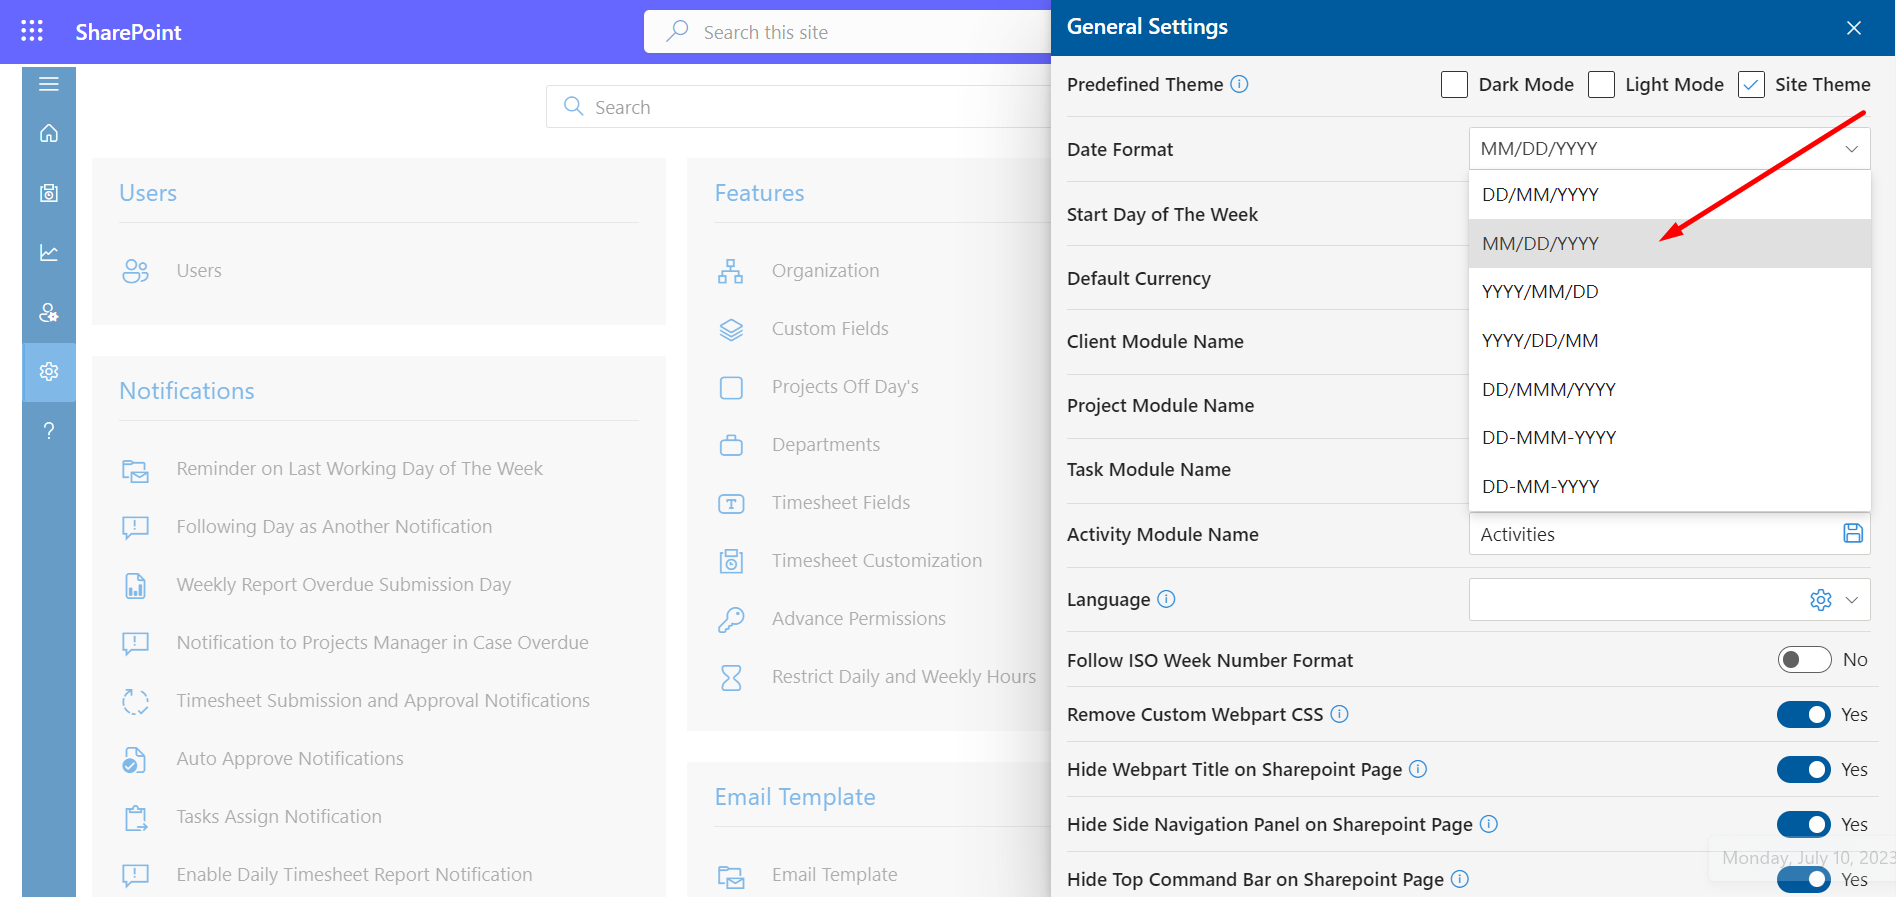 SharePoint
Search this site
Search
Users
Users
Notifications
Reminder on Last Working Day of The Week
Following Day as Another Notification
Weekly Report Overdue Submission Day
Notification to Projects Manager in Case Overdue
Timesheet Submission and Approval Notifications
Auto Approve Notifications
Tasks Assign Notification
Enable Daily Timesheet Report Notification
Features
Organization
Custom Fields
Projects Off Day's
Departments
Timesheet Fields
Timesheet Customization
Advance Permissions
Restrict Daily and Weekly Hours
Email Template
Email Template
General Settings
Predefined Theme Dark Mode Light Mode Site Theme
Date Format MM/DD/YYYY
DD/MM/YYYY
MM/DD/YYYY
YYYY/MM/DD
YYYY/DD/MM
DD/MMM/YYYY
DD-MMM-YYYY
DD-MM-YYYY
Start Day of The Week
Default Currency
Client Module Name
Project Module Name
Task Module Name
Activity Module Name Activities
Language
Follow ISO Week Number Format No
Remove Custom Webpart CSS Yes
Hide Webpart Title on Sharepoint Page Yes
Hide Side Navigation Panel on Sharepoint Page Yes
Monday, July 10, 2023
Hide Top Command Bar on Sharepoint Page Yes